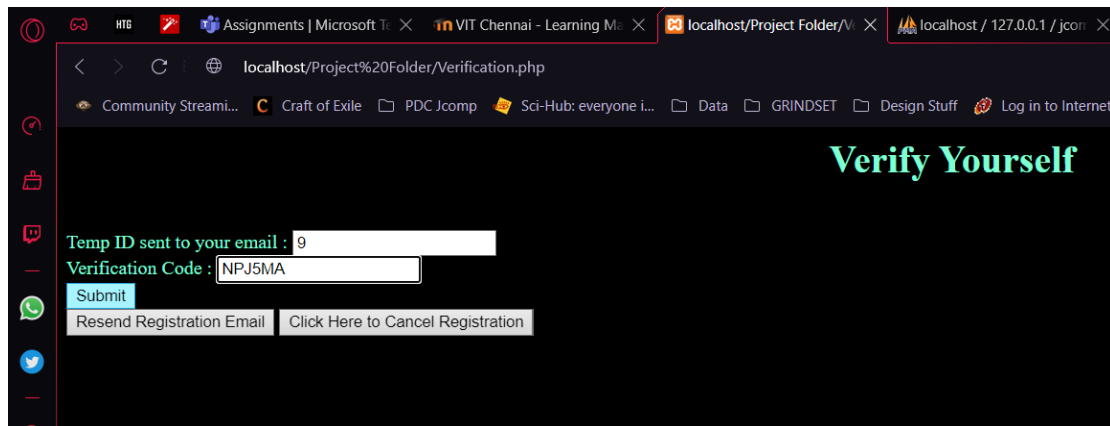 HTG Assignments | Microsoft Te VIT Chennai - Learning Ma localhost/Project Folder/Ve localhost / 127.0.0.1 / jcom
localhost/Project%20Folder/Verification.php
Community Streami... C Craft of Exile PDC Jcomp Sci-Hub: everyone i... Data GRINDSET Design Stuff Log in to Internet
Verify Yourself
Temp ID sent to your email : 9
Verification Code : NPJ5MA
Submit
Resend Registration Email Click Here to Cancel Registration